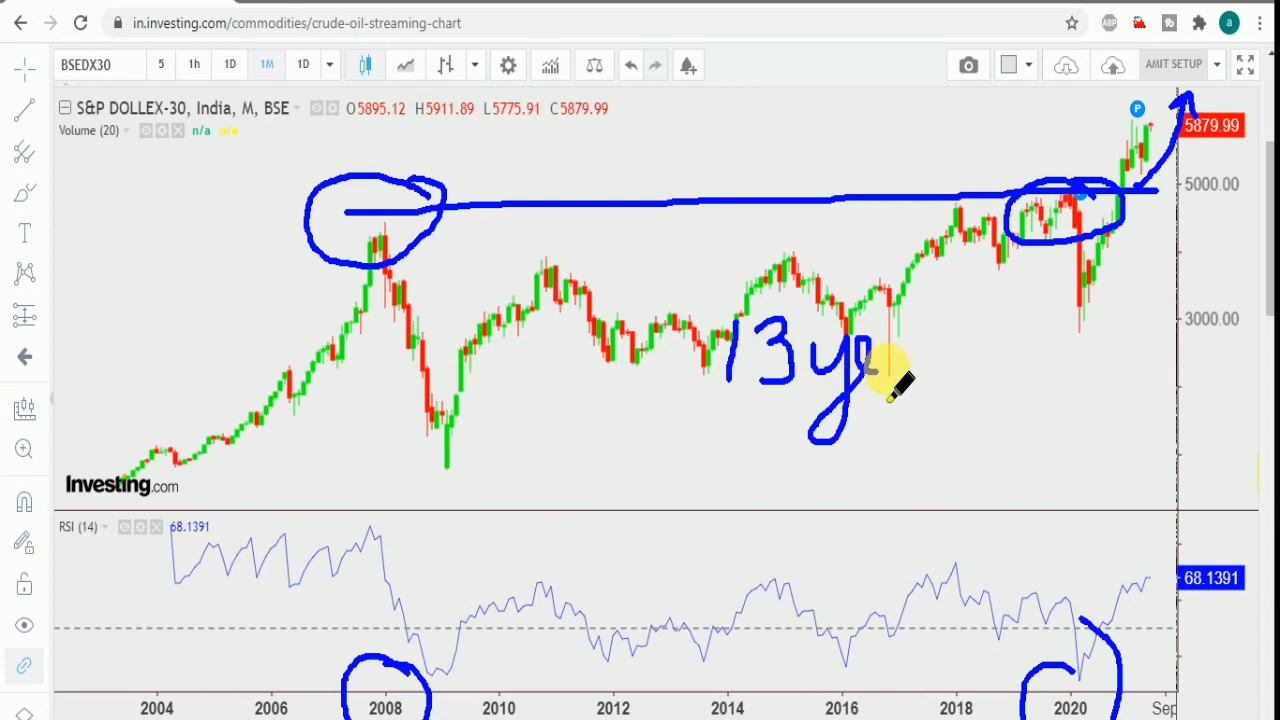 in.investing.com/commodities/crude-oil-streaming-chart
ABP
a
BSEDX30 5 1h 1D 1M 1D AMIT SETUP
S&P DOLLEX-30, India, M, BSE O5895.12 H5911.89 L5775.91 C5879.99
Volume (20) n/a n/a
P
5879.99
5000.00
3000.00
13 ye
Investing.com
RSI (14) 68.1391
68.1391
2004 2006 2008 2010 2012 2014 2016 2018 2020 Sep